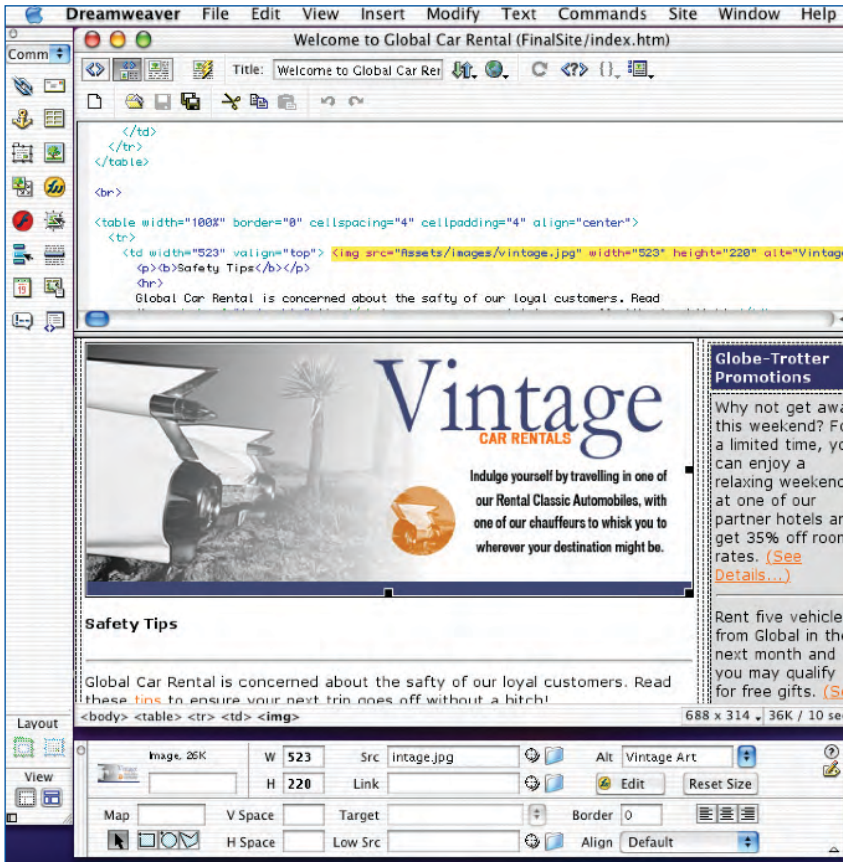 Dreamweaver File Edit View Insert Modify Text Commands Site Window Help
Welcome to Global Car Rental (FinalSite/index.htm)
Comm
Title: Welcome to Global Car Rer
</td>
</tr>
</table>
<br>
<table width="100%" border="0" cellspacing="4" cellpadding="4" align="center">
<tr>
<td width="523" valign="top"> <img src="Assets/images/vintage.jpg" width="523" height="220" alt="Vintage
<p><b>Safety Tips</b></p>
<hr>
Global Car Rental is concerned about the safty of our loyal customers. Read
Vintage
CAR RENTALS
Indulge yourself by travelling in one of
our Rental Classic Automobiles, with
one of our chauffeurs to whisk you to
wherever your destination might be.
Safety Tips
Global Car Rental is concerned about the safty of our loyal customers. Read
these tips to ensure your next trip goes off without a hitch!
Globe-Trotter
Promotions
Why not get awa
this weekend? Fo
a limited time, yo
can enjoy a
relaxing weekend
at one of our
partner hotels an
get 35% off room
rates. (See
Details...)
Rent five vehicle
from Global in the
next month and
you may qualify
for free gifts. (Se
<body> <table> <tr> <td> <img>
688 x 314 36K / 10 sec
Layout
View
Image, 26K W 523 Src intage.jpg Alt Vintage Art
H 220 Link Edit Reset Size
Map V Space Target Border 0
H Space Low Src Align Default